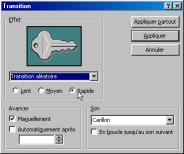 Transition
Effet
Transition aléatoire
Lent Moyen Rapide
Appliquer partout
Appliquer
Annuler
Avancer
Manuellement
Automatiquement après
Son
Carillon
En boucle jusqu'au son suivant